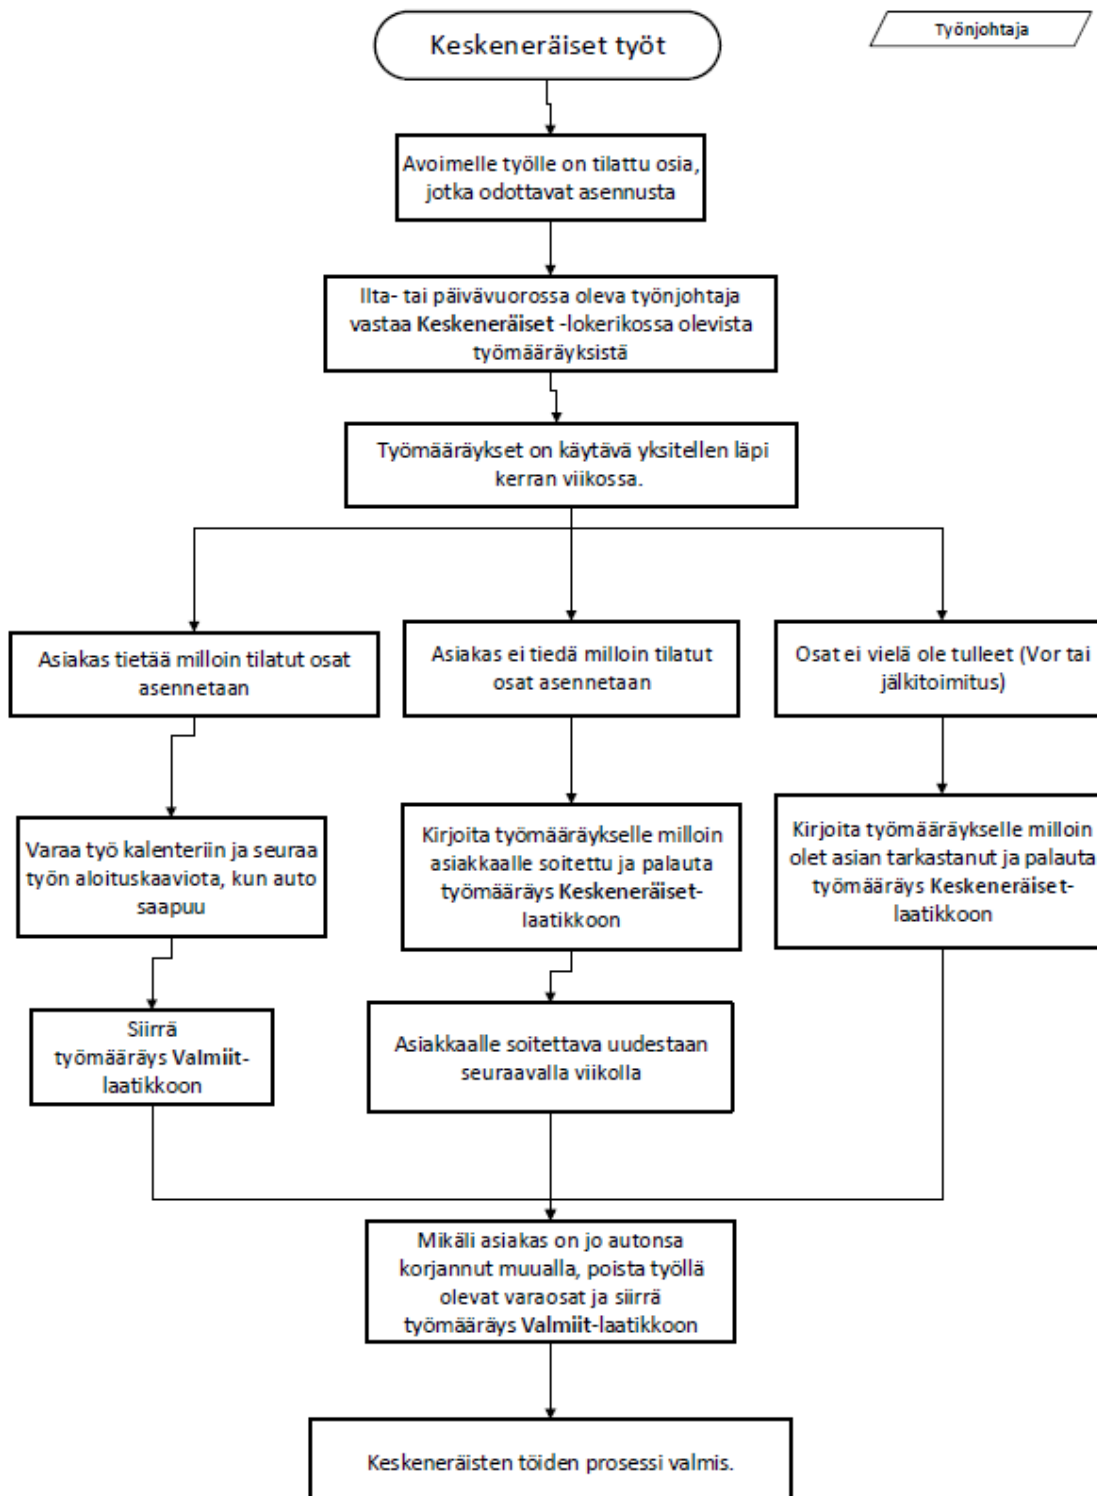 Keskeneräiset työt
Työnjohtaja
Avoimelle työlle on tilattu osia,
jotka odottavat asennusta
Ilta- tai päivävuorossa oleva työnjohtaja
vastaa Keskeneräiset -lokerikossa olevista
työmääräyksistä
Työmääräykset on käytävä yksitellen läpi
kerran viikossa.
Asiakas tietää milloin tilatut osat
asennetaan
Asiakas ei tiedä milloin tilatut
osat asennetaan
Osat ei vielä ole tulleet (Vor tai
jälkitoimitus)
Varaa työ kalenteriin ja seuraa
työn aloituskaaviota, kun auto
saapuu
Kirjoita työmääräykselle milloin
asiakkaalle soitettu ja palauta
työmääräys Keskeneräiset-
laatikkoon
Kirjoita työmääräykselle milloin
olet asian tarkastanut ja palauta
työmääräys Keskeneräiset-
laatikkoon
Siirrä
työmääräys Valmiit-
laatikkoon
Asiakkaalle soitettava uudestaan
seuraavalla viikolla
Mikäli asiakas on jo autonsa
korjannut muualla, poista työllä
olevat varaosat ja siirrä
työmääräys Valmiit-laatikkoon
Keskeneräisten töiden prosessi valmis.